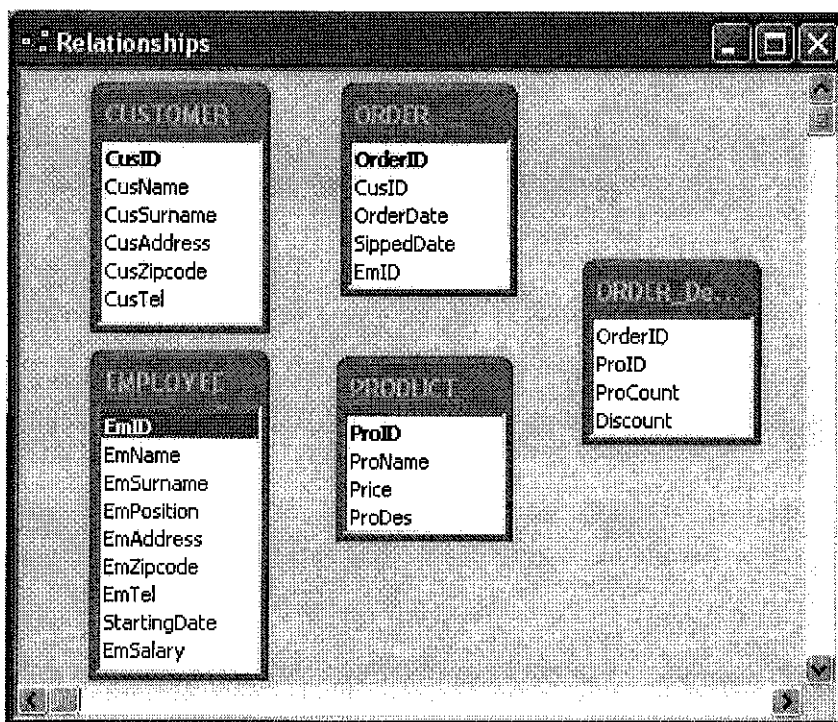 Relationships
CUSTOMER
CusID
CusName
CusSurname
CusAddress
CusZipcode
CusTel
ORDER
OrderID
CusID
OrderDate
SippedDate
EmID
ORDER_De...
OrderID
ProID
ProCount
Discount
EMPLOYEE
EmID
EmName
EmSurname
EmPosition
EmAddress
EmZipcode
EmTel
StartingDate
EmSalary
PRODUCT
ProID
ProName
Price
ProDes